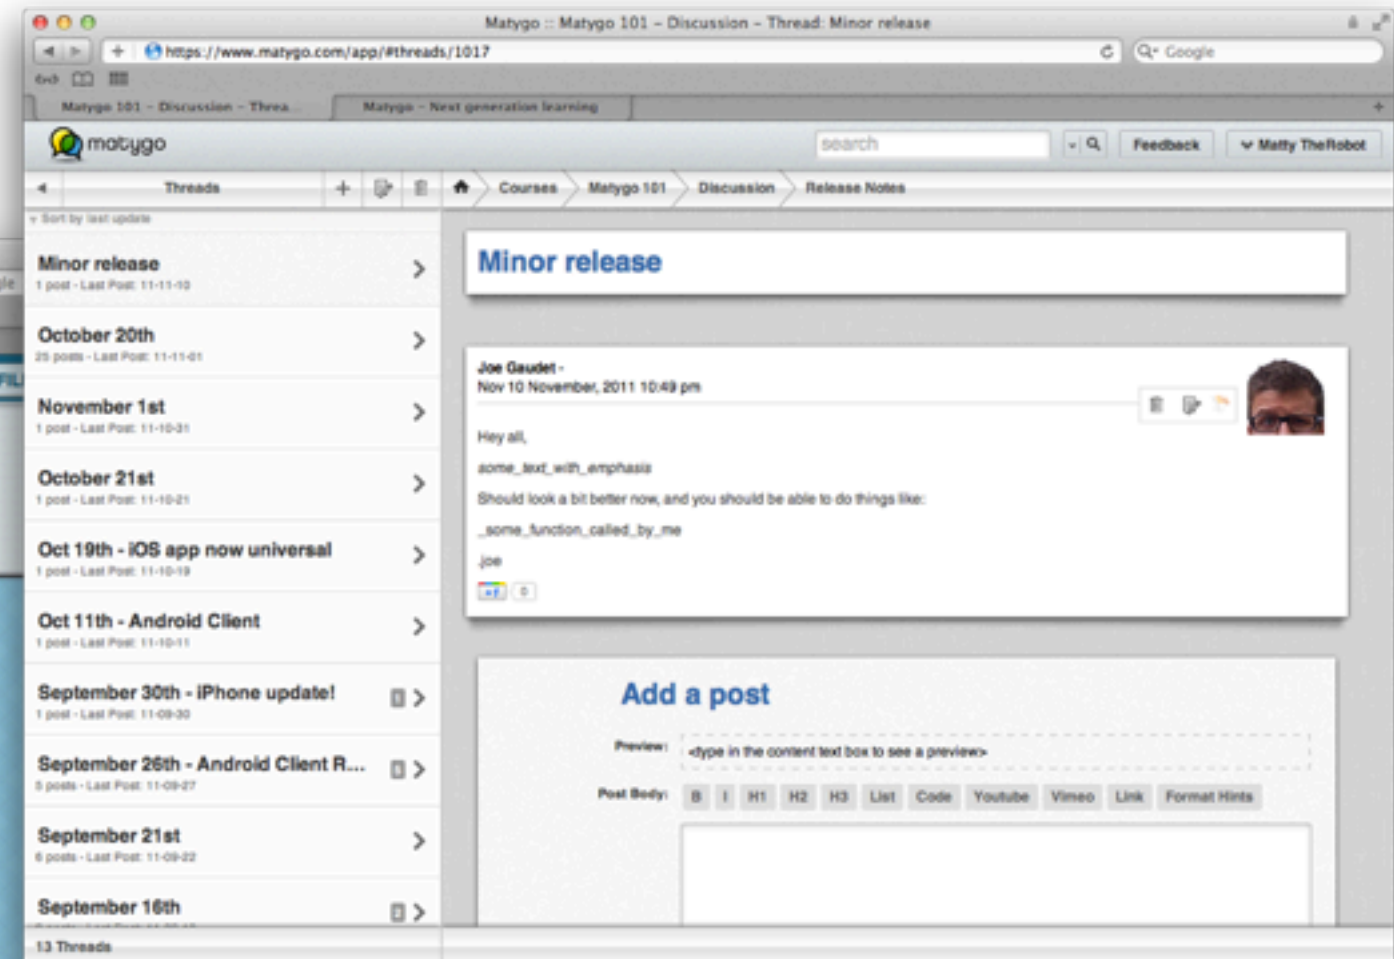 Matygo :: Matygo 101 – Discussion – Thread: Minor release
https://www.matygo.com/app/#threads/1017
Google
Matygo 101 – Discussion – Threa...
Matygo – Next generation learning
matygo
search
Feedback
Matty TheRobot
Threads
Courses
Matygo 101
Discussion
Release Notes
Sort by last update
Minor release
1 post - Last Post: 11-11-10
October 20th
25 posts - Last Post: 11-11-01
November 1st
1 post - Last Post: 11-10-31
October 21st
1 post - Last Post: 11-10-21
Oct 19th - iOS app now universal
1 post - Last Post: 11-10-19
Oct 11th - Android Client
1 post - Last Post: 11-10-11
September 30th - iPhone update!
1 post - Last Post: 11-09-30
September 26th - Android Client R...
5 posts - Last Post: 11-09-27
September 21st
6 posts - Last Post: 11-09-22
September 16th
13 Threads
Minor release
Joe Gaudet -
Nov 10 November, 2011 10:49 pm
Hey all,
some_text_with_emphasis
Should look a bit better now, and you should be able to do things like:
_some_function_called_by_me
.joe
+1
0
Add a post
Preview:
<type in the content text box to see a preview>
Post Body:
B I H1 H2 H3 List Code Youtube Vimeo Link Format Hints